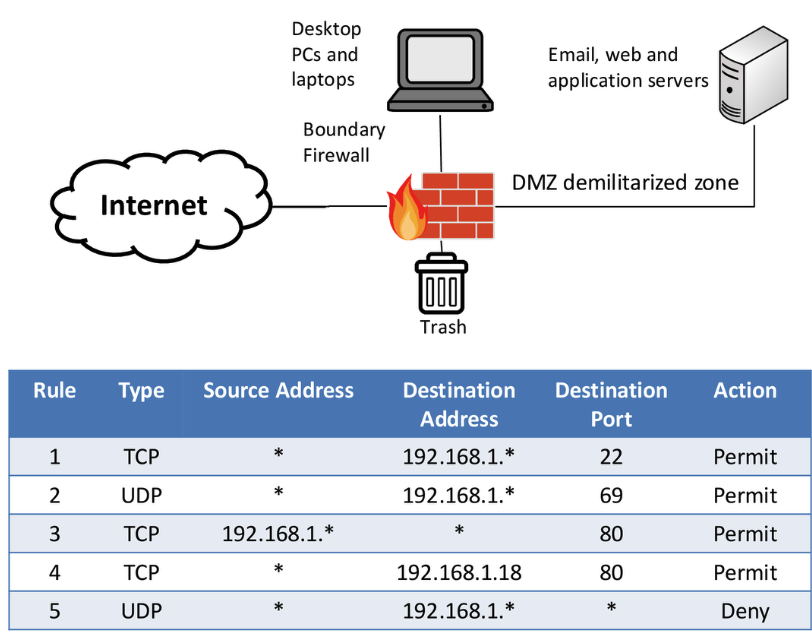 Desktop
PCs and
laptops
Email, web and
application servers
Boundary
Firewall
Internet
DMZ demilitarized zone
Trash
Rule Type Source Address Destination Address Destination Port Action
1 TCP * 192.168.1.* 22 Permit
2 UDP * 192.168.1.* 69 Permit
3 TCP 192.168.1.* * 80 Permit
4 TCP * 192.168.1.18 80 Permit
5 UDP * 192.168.1.* * Deny